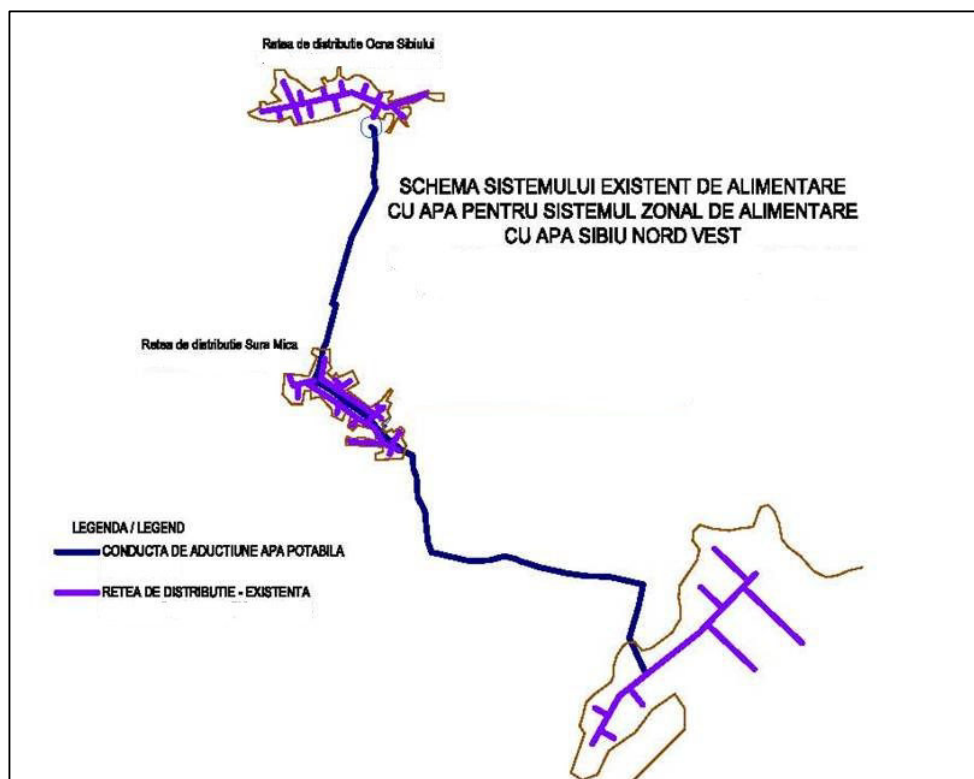 Retea de distributie Ocna Sibiului
SCHEMA SISTEMULUI EXISTENT DE ALIMENTARE
CU APA PENTRU SISTEMUL ZONAL DE ALIMENTARE
CU APA SIBIU NORD VEST
Retea de distributie Sura Mica
LEGENDA / LEGEND
CONDUCTA DE ADUCTIUNE APA POTABILA
RETEA DE DISTRIBUTIE - EXISTENTA